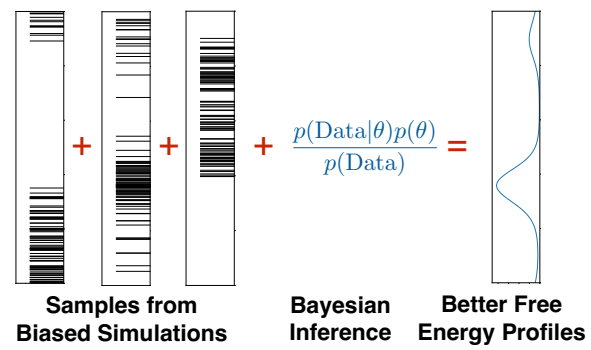 + + + p(Data|θ)p(θ) =
p(Data)
Samples from
Biased Simulations
Bayesian
Inference
Better Free
Energy Profiles